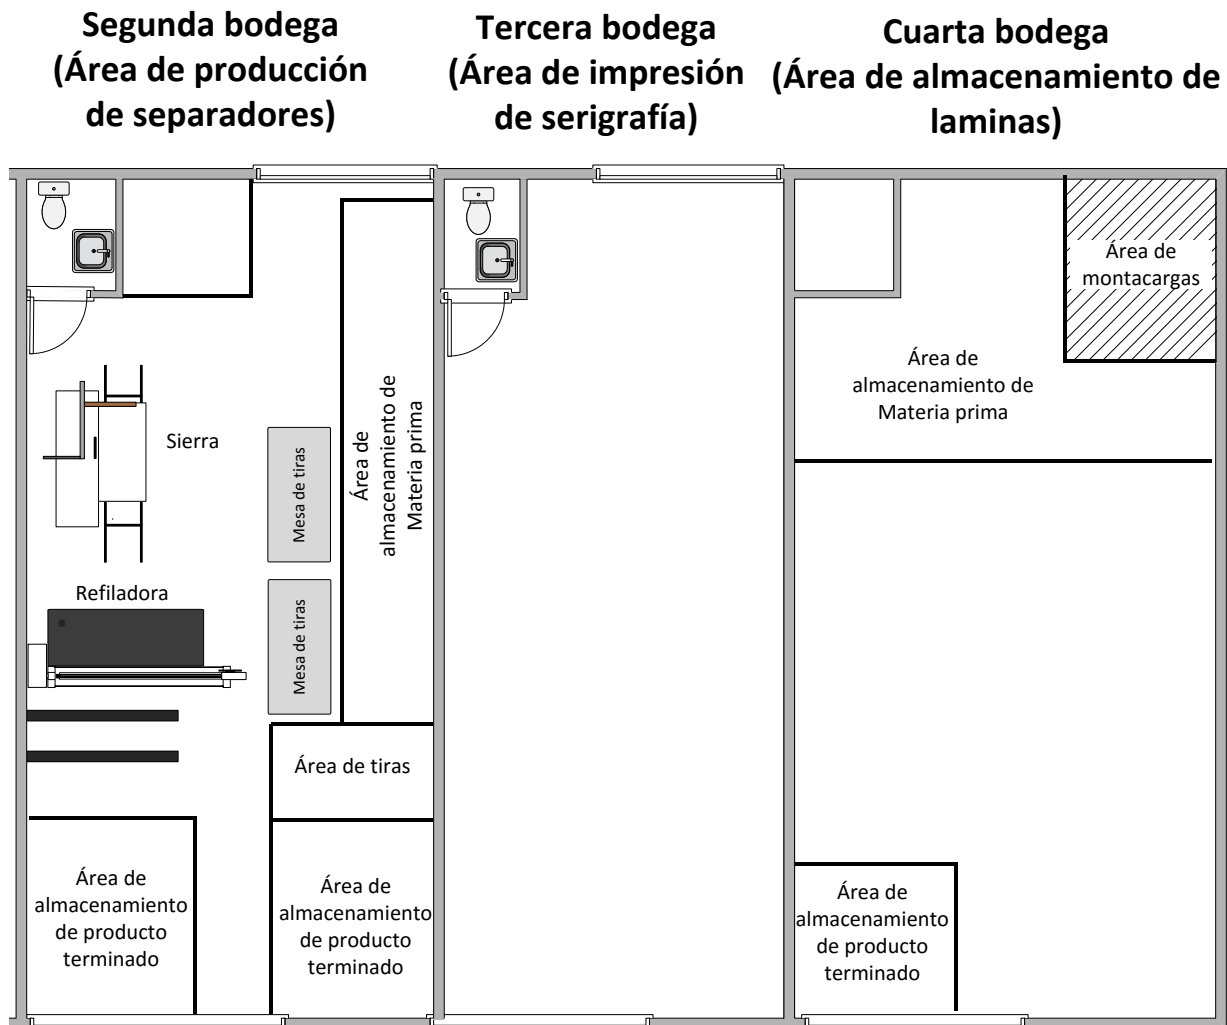 Segunda bodega
(Área de producción
de separadores)
Tercera bodega
(Área de impresión
de serigrafía)
Cuarta bodega
(Área de almacenamiento de
laminas)
Sierra
Refiladora
Mesa de tiras
Mesa de tiras
Área de
almacenamiento de
Materia prima
Área de tiras
Área de
almacenamiento
de producto
terminado
Área de
almacenamiento
de producto
terminado
Área de
montacargas
Área de
almacenamiento de
Materia prima
Área de
almacenamiento
de producto
terminado